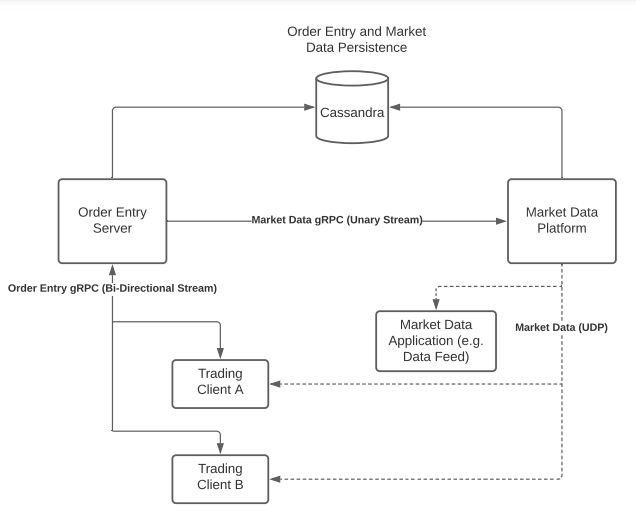 Order Entry and Market
Data Persistence
Cassandra
Order Entry
Server
Market Data gRPC (Unary Stream)
Market Data
Platform
Order Entry gRPC (Bi-Directional Stream)
Market Data
Application (e.g.
Data Feed)
Market Data (UDP)
Trading
Client A
Trading
Client B